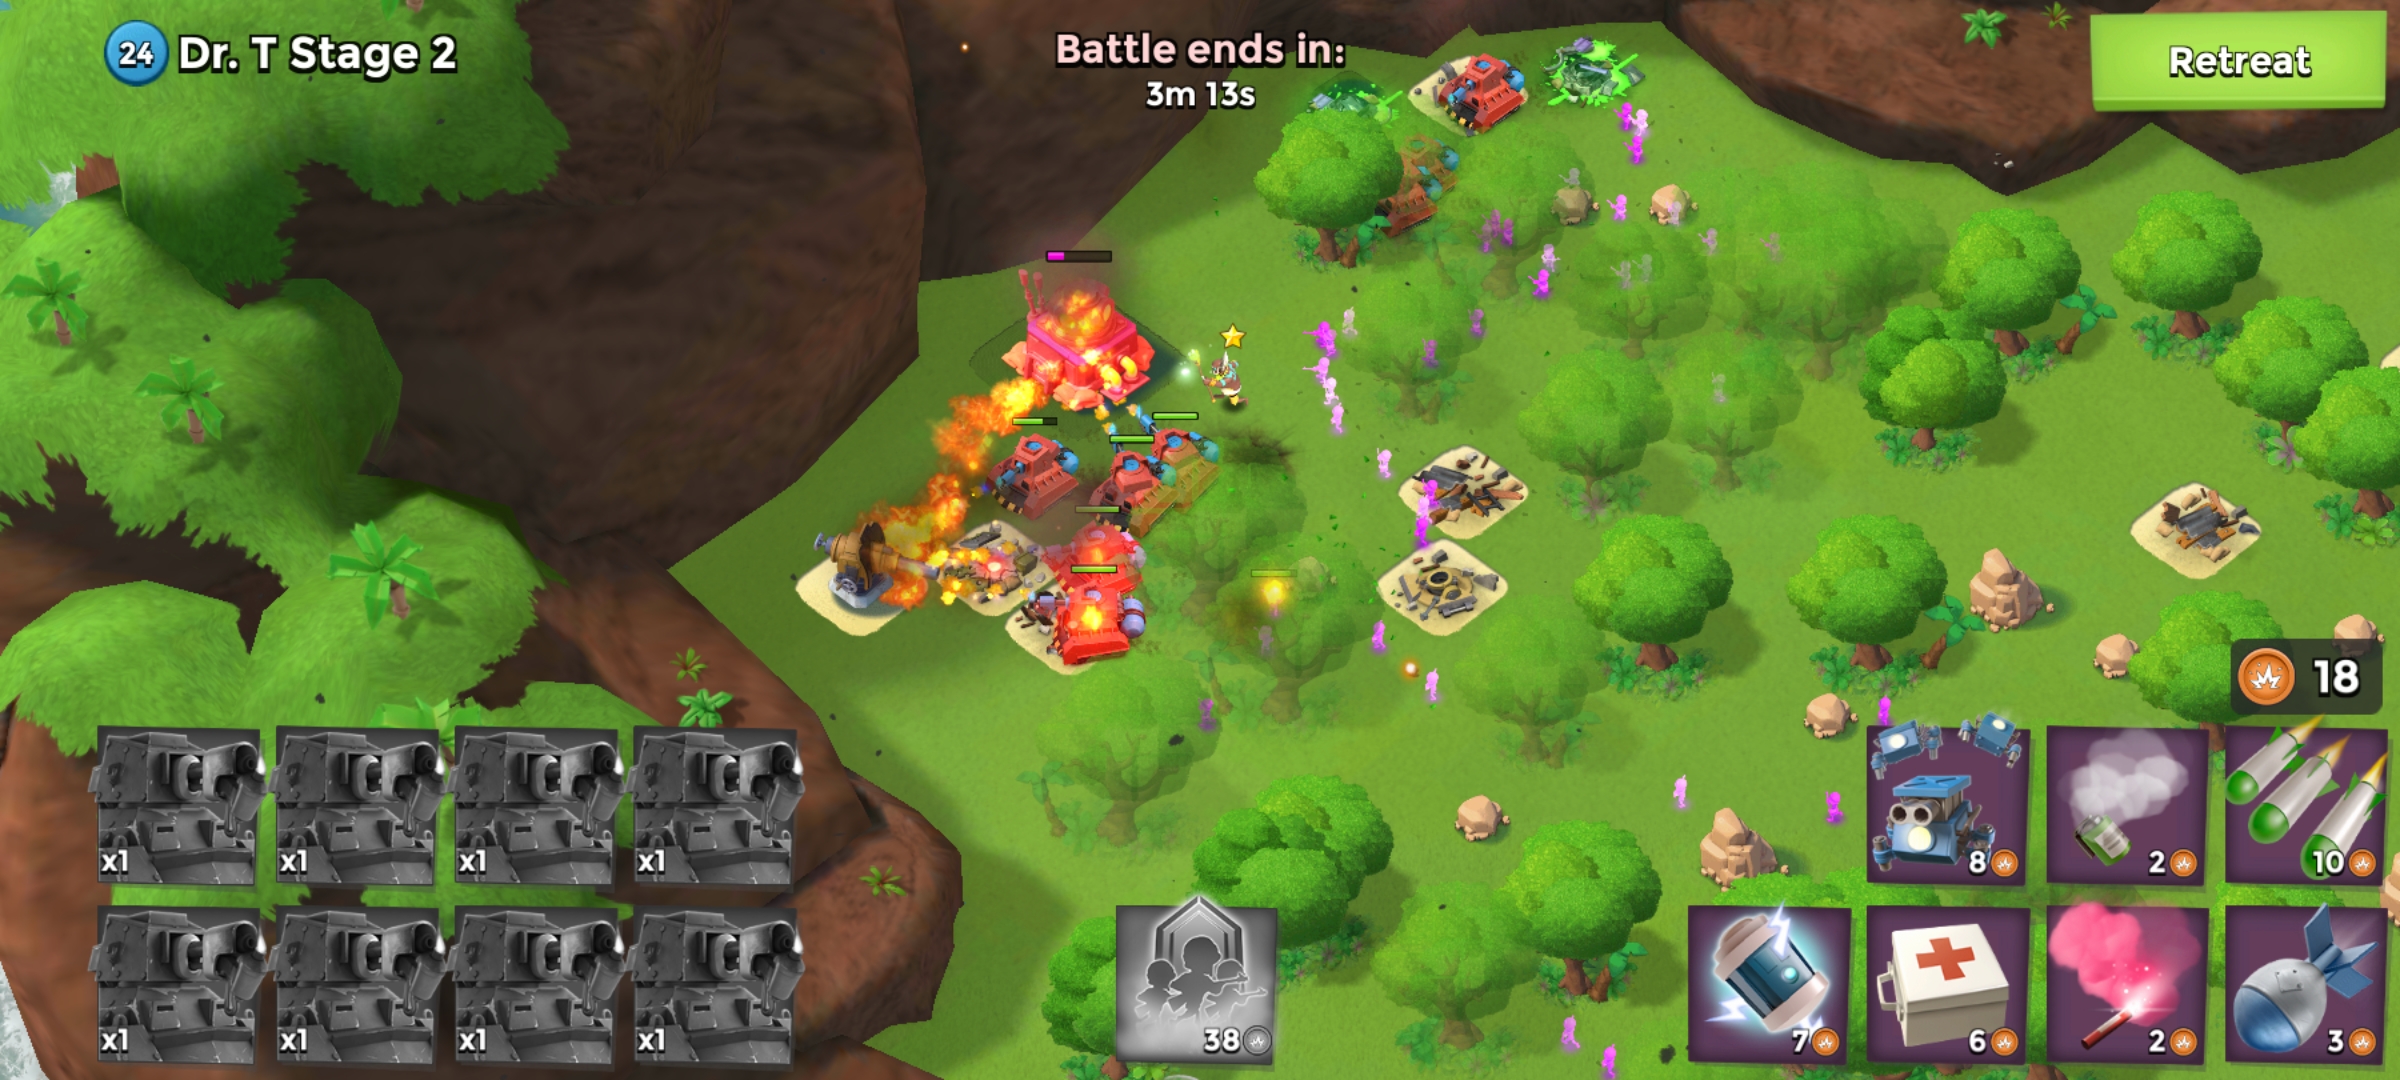 24 Dr. T Stage 2
Battle ends in:
3m 13s
Retreat
18
x1 x1 x1 x1
8 2 10
x1 x1 x1 x1
38 7 6 2 3